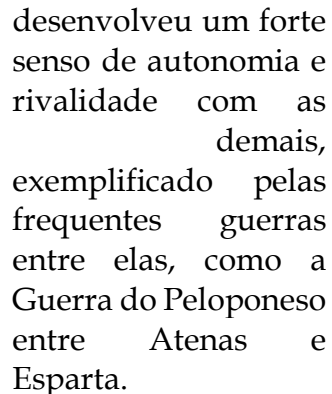 desenvolveu um forte
senso de autonomia e
rivalidade com as
demais,
exemplificado pelas
frequentes guerras
entre elas, como a
Guerra do Peloponeso
entre Atenas e
Esparta.